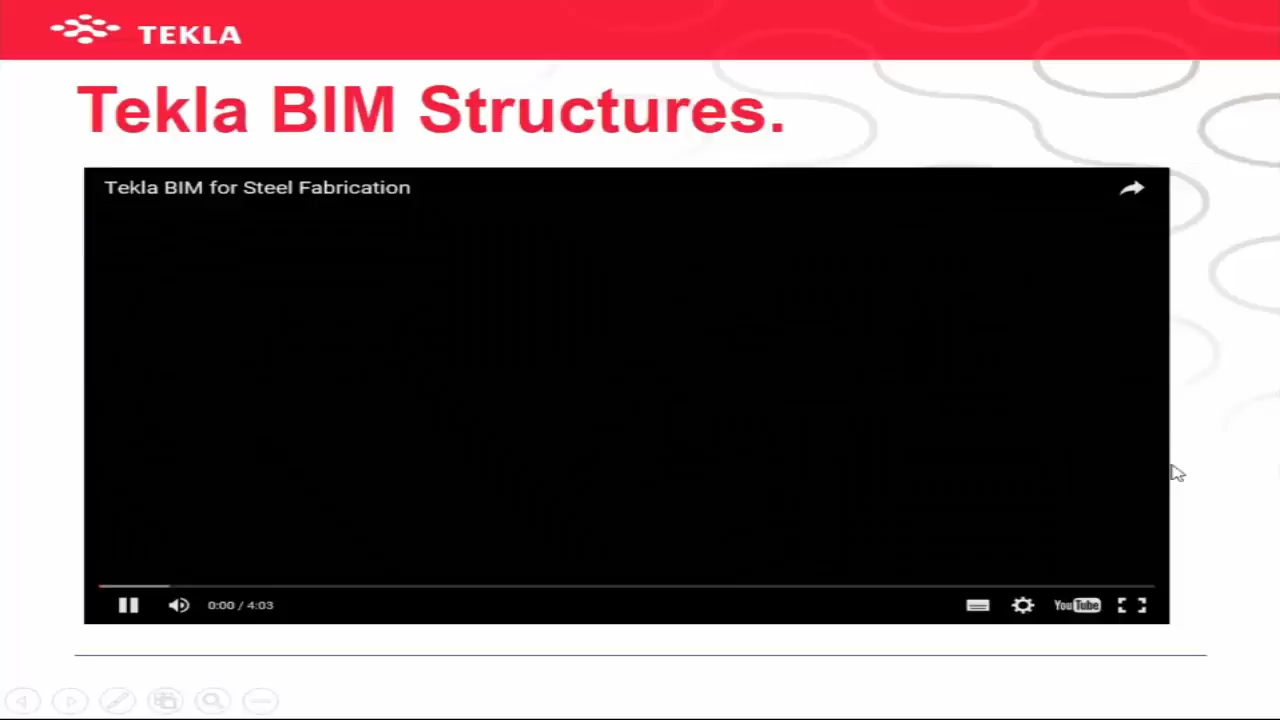 TEKLA
Tekla BIM Structures.
Tekla BIM for Steel Fabrication
0:00 / 4:03
YouTube